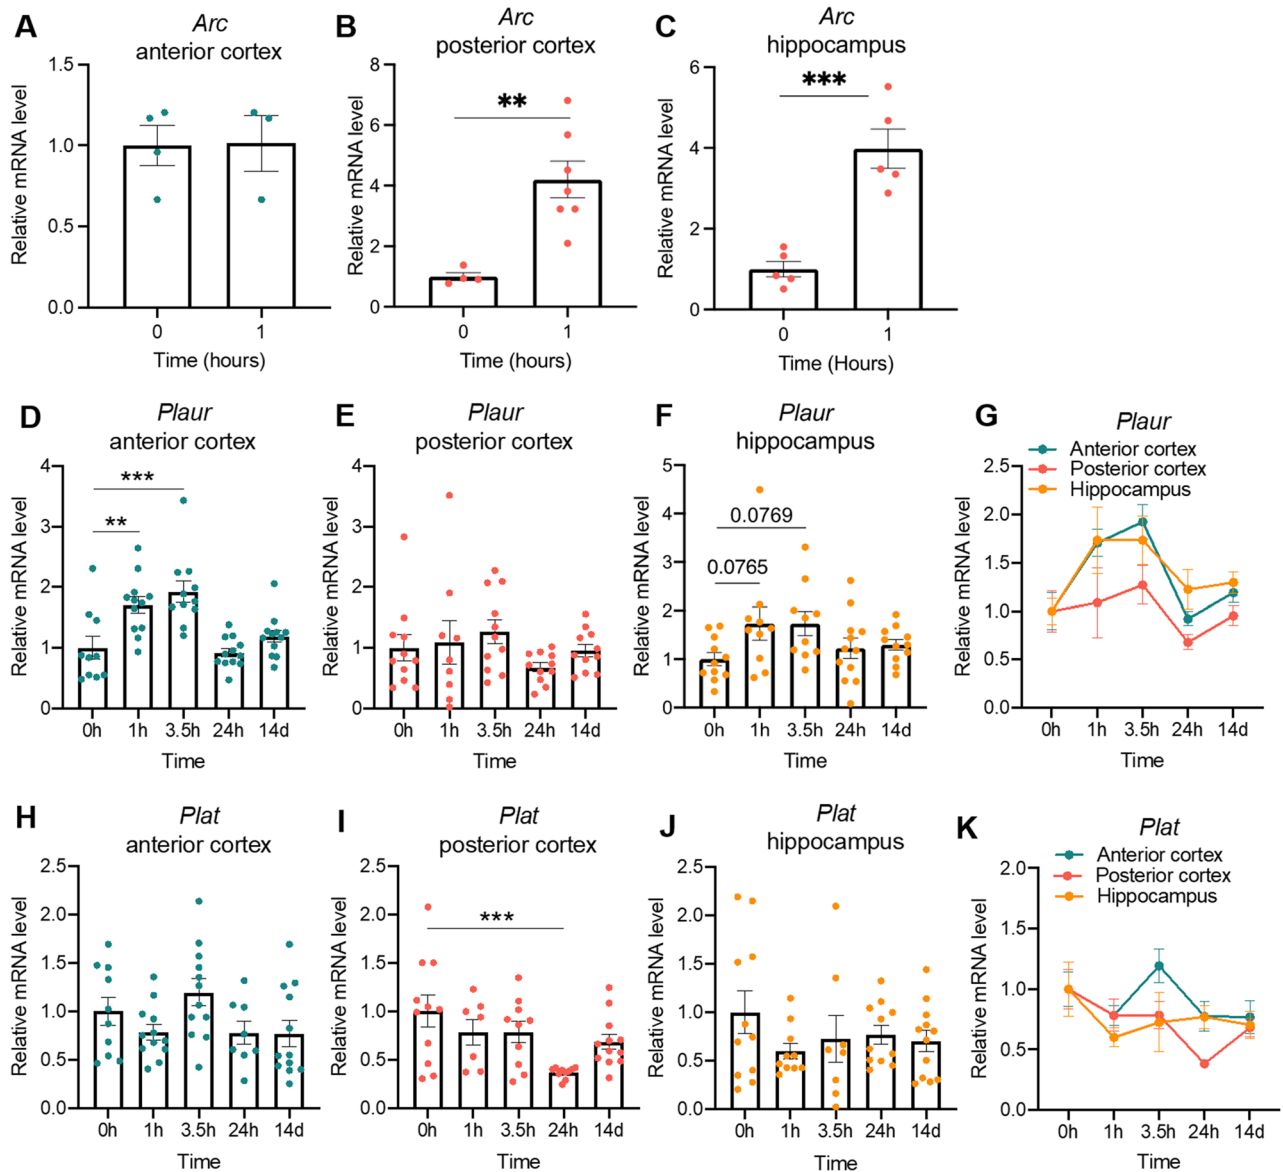 A
Arc
anterior cortex
Relative mRNA level
1.5
1.0
0.5
0.0
0
1
Time (hours)
B
Arc
posterior cortex
Relative mRNA level
8
6
4
2
0
**
0
1
Time (hours)
C
Arc
hippocampus
Relative mRNA level
6
4
2
0
***
0
1
Time (Hours)
D
Plaur
anterior cortex
Relative mRNA level
4
3
2
1
0
***
**
0h 1h 3.5h 24h 14d
Time
E
Plaur
posterior cortex
Relative mRNA level
4
3
2
1
0
0h 1h 3.5h 24h 14d
Time
F
Plaur
hippocampus
Relative mRNA level
5
4
3
2
1
0
0.0769
0.0765
0h 1h 3.5h 24h 14d
Time
G
Plaur
Anterior cortex
Posterior cortex
Hippocampus
Relative mRNA level
2.5
2.0
1.5
1.0
0.5
0.0
0h 1h 3.5h 24h 14d
Time
H
Plat
anterior cortex
Relative mRNA level
2.5
2.0
1.5
1.0
0.5
0.0
0h 1h 3.5h 24h 14d
Time
I
Plat
posterior cortex
Relative mRNA level
2.5
2.0
1.5
1.0
0.5
0.0
***
0h 1h 3.5h 24h 14d
Time
J
Plat
hippocampus
Relative mRNA level
2.5
2.0
1.5
1.0
0.5
0.0
0h 1h 3.5h 24h 14d
Time
K
Plat
Anterior cortex
Posterior cortex
Hippocampus
Relative mRNA level
2.0
1.5
1.0
0.5
0.0
0h 1h 3.5h 24h 14d
Time